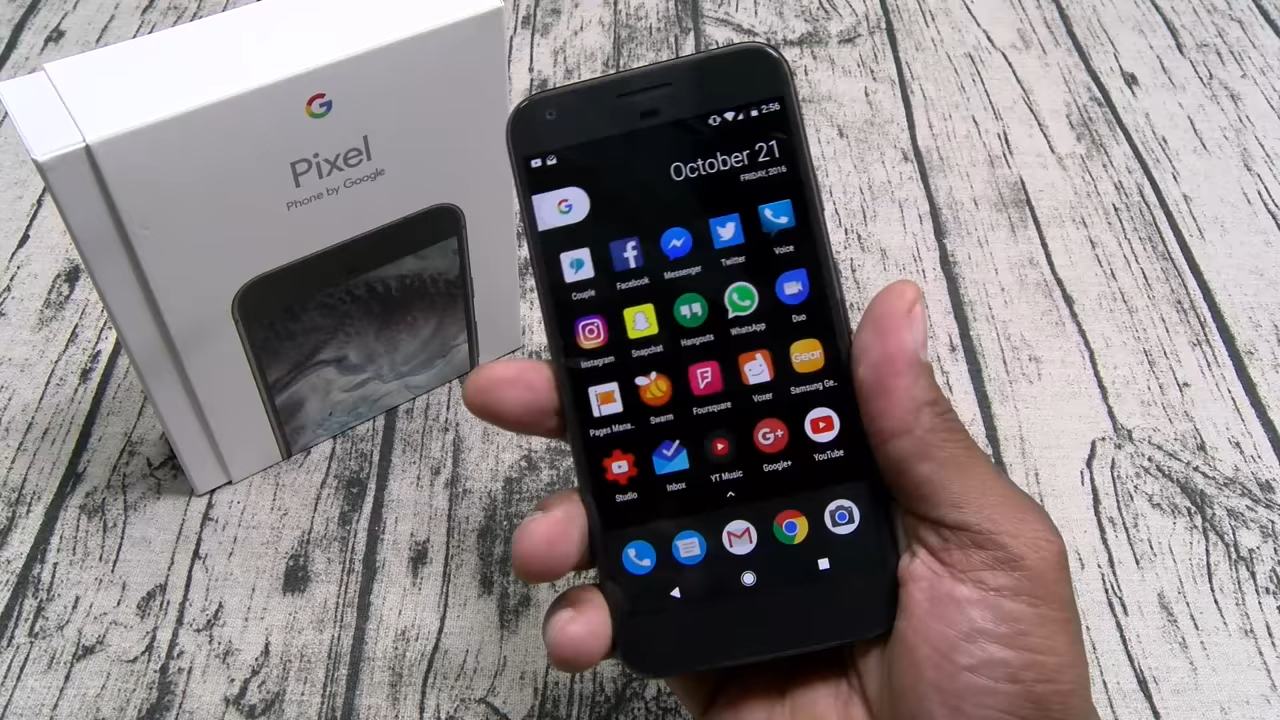 Pixel
Phone by Google
2:56
October 21
FRIDAY, 2016
G
Couple
Facebook
Messenger
Twitter
Voice
Instagram
Snapchat
Hangouts
WhatsApp
Duo
Gear
Pages Mana..
Swarm
Foursquare
Voxer
Samsung Ge..
G+
Studio
Inbox
YT Music
Google+
YouTube